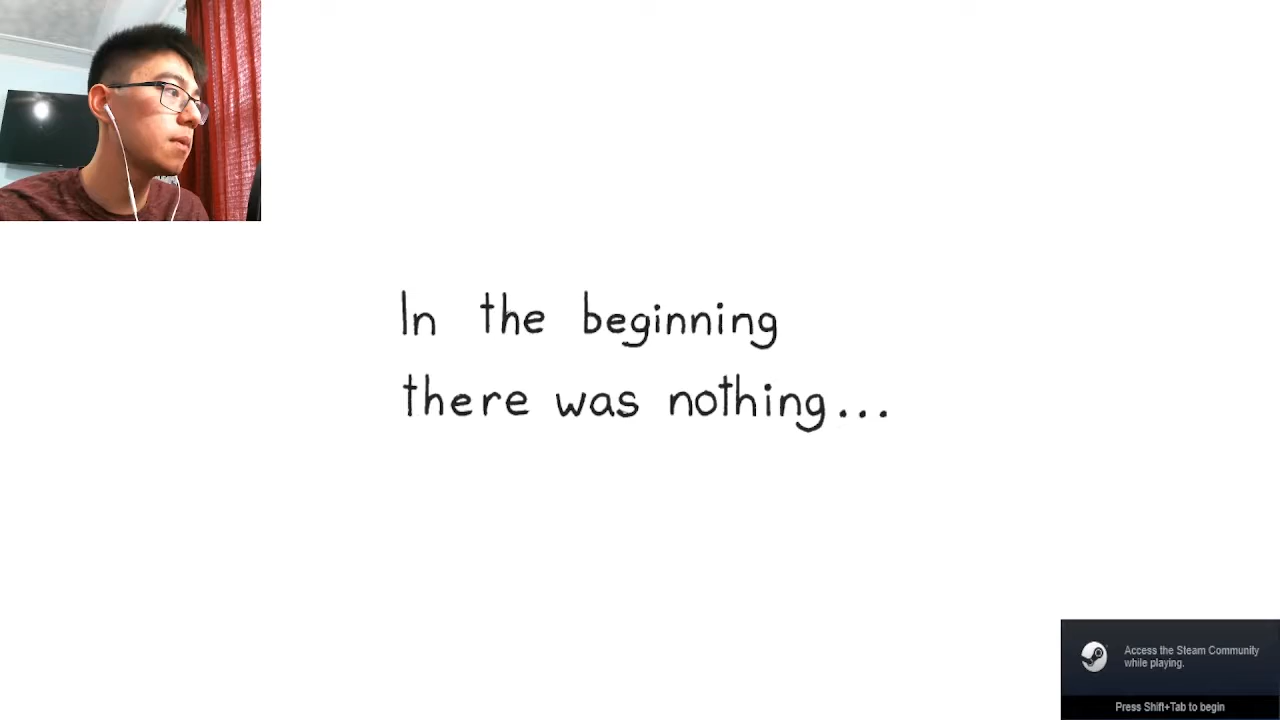 In the beginning
there was nothing...
Access the Steam Community
while playing.
Press Shift+Tab to begin